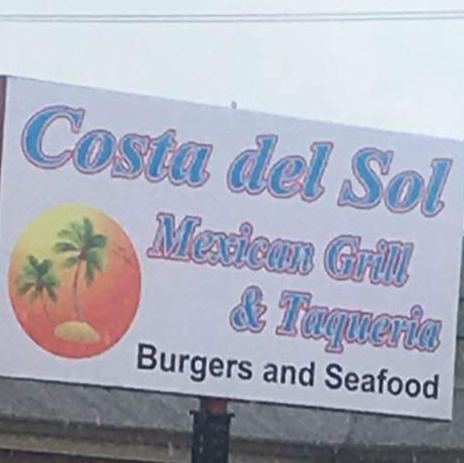 Costa del Sol
Mexican Grill
& Taqueria
Burgers and Seafood